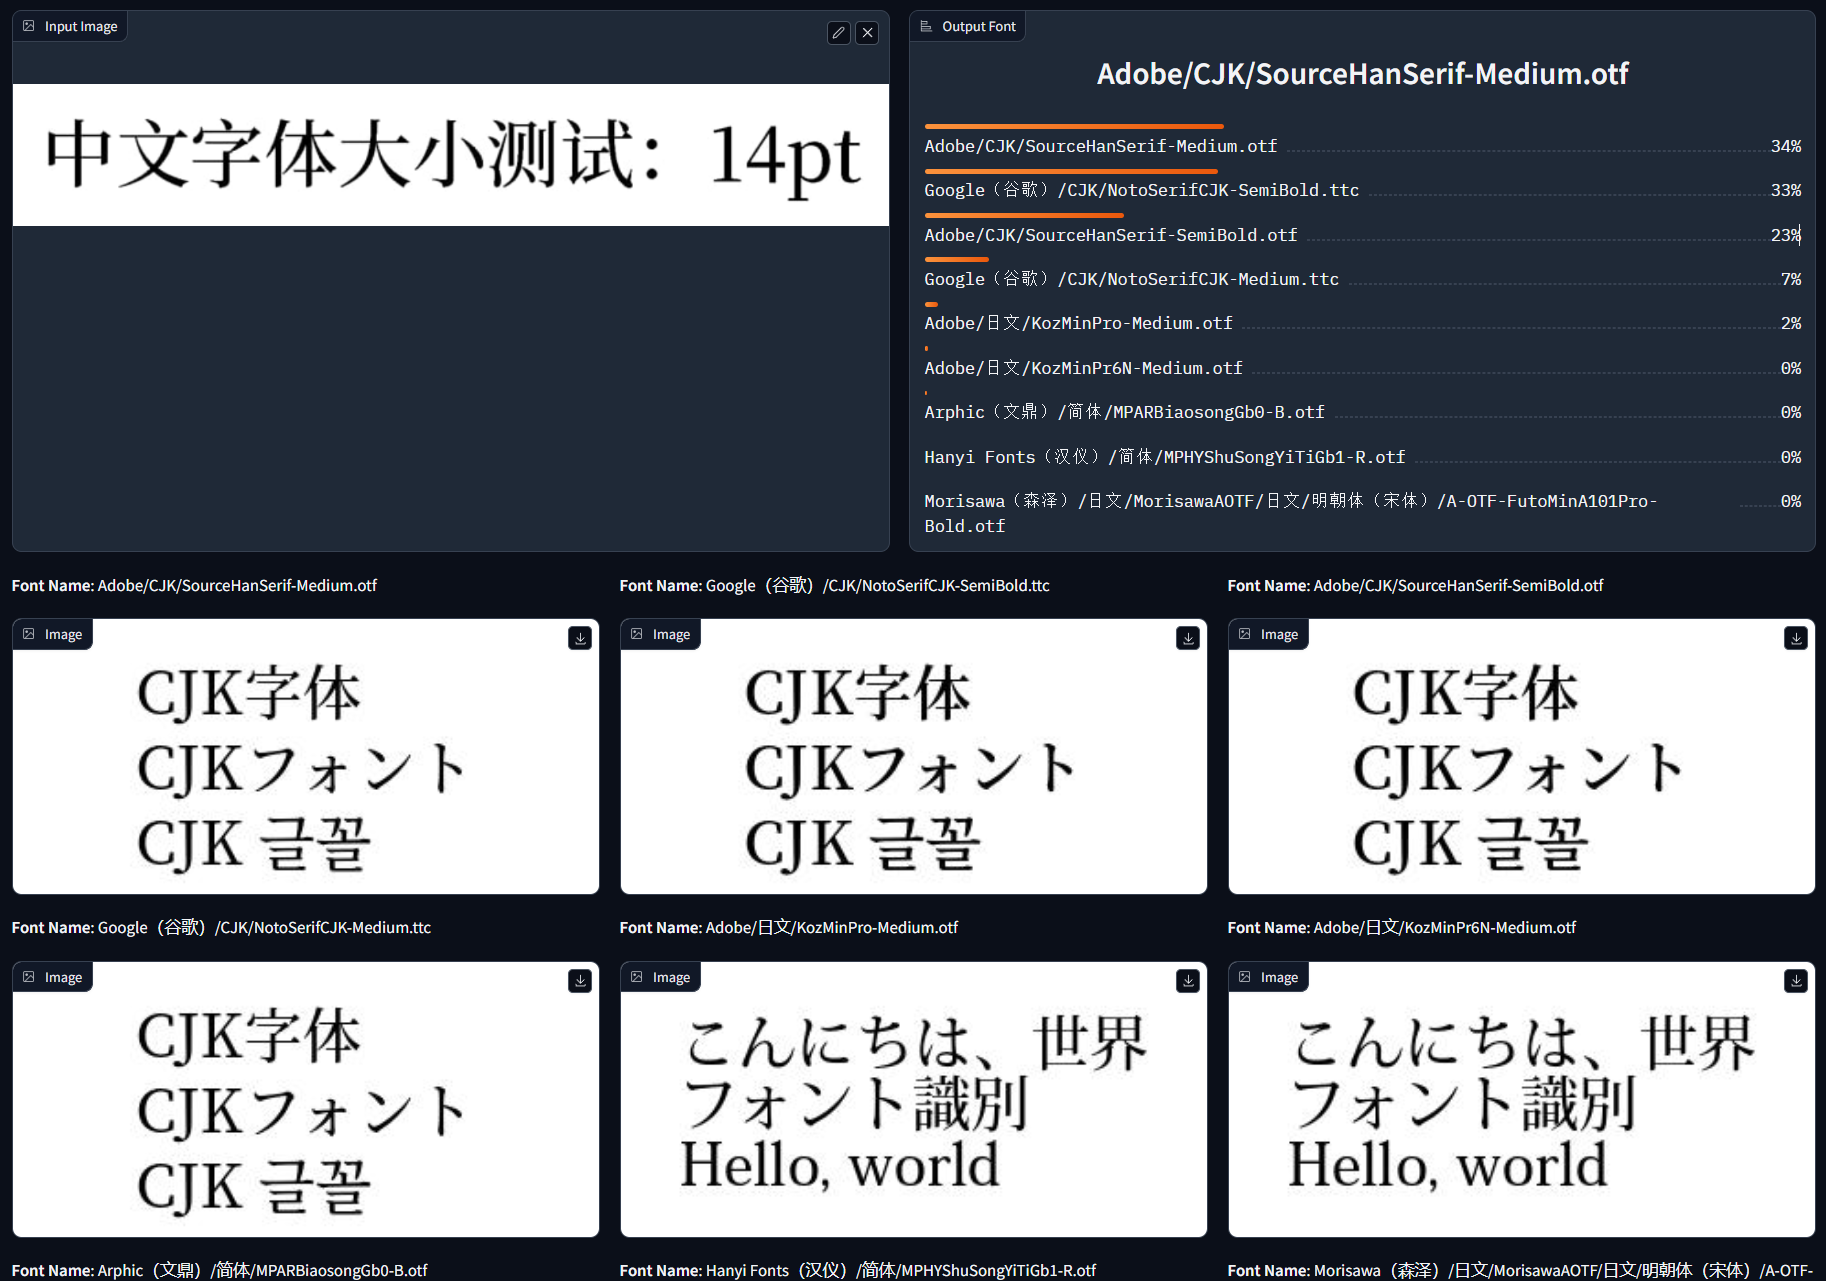 Input Image
中文字体大小测试：14pt
Output Font
Adobe/CJK/SourceHanSerif-Medium.otf
Adobe/CJK/SourceHanSerif-Medium.otf 34%
Google（谷歌）/CJK/NotoSerifCJK-SemiBold.ttc 33%
Adobe/CJK/SourceHanSerif-SemiBold.otf 23%
Google（谷歌）/CJK/NotoSerifCJK-Medium.ttc 7%
Adobe/日文/KozMinPro-Medium.otf 2%
Adobe/日文/KozMinPr6N-Medium.otf 0%
Arphic（文鼎）/简体/MPARBiaosongGb0-B.otf 0%
Hanyi Fonts（汉仪）/简体/MPHYShuSongYiTiGb1-R.otf 0%
Morisawa（森泽）/日文/MorisawaAOTF/日文/明朝体（宋体）/A-OTF-FutoMinA101Pro- 0%
Bold.otf
Font Name: Adobe/CJK/SourceHanSerif-Medium.otf
Image
CJK字体
CJKフォント
CJK 글꼴
Font Name: Google（谷歌）/CJK/NotoSerifCJK-SemiBold.ttc
Image
CJK字体
CJKフォント
CJK 글꼴
Font Name: Adobe/CJK/SourceHanSerif-SemiBold.otf
Image
CJK字体
CJKフォント
CJK 글꼴
Font Name: Google（谷歌）/CJK/NotoSerifCJK-Medium.ttc
Image
CJK字体
CJKフォント
CJK 글꼴
Font Name: Adobe/日文/KozMinPro-Medium.otf
Image
こんにちは、世界
フォント識別
Hello, world
Font Name: Adobe/日文/KozMinPr6N-Medium.otf
Image
こんにちは、世界
フォント識別
Hello, world
Font Name: Arphic（文鼎）/简体/MPARBiaosongGb0-B.otf
Font Name: Hanyi Fonts（汉仪）/简体/MPHYShuSongYiTiGb1-R.otf
Font Name: Morisawa（森泽）/日文/MorisawaAOTF/日文/明朝体（宋体）/A-OTF-